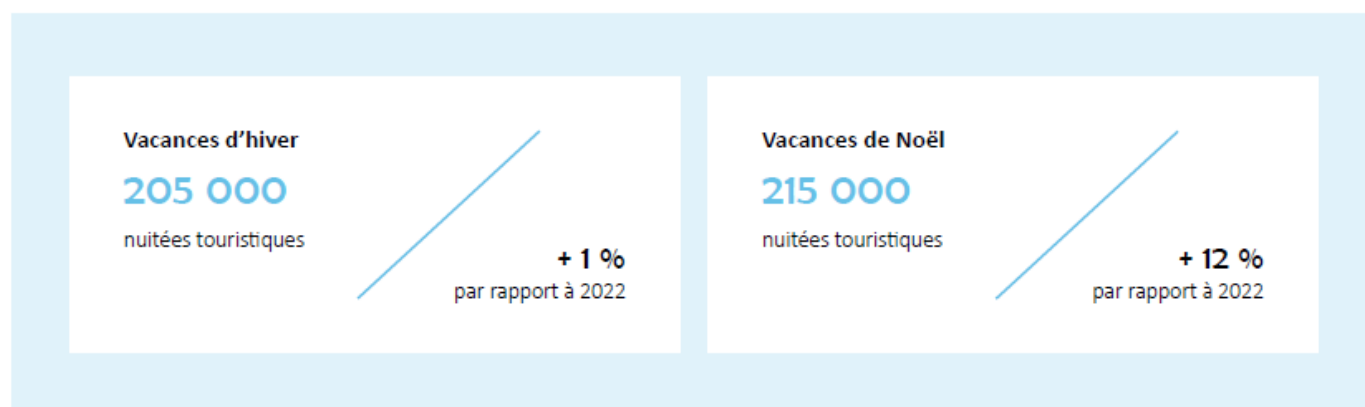 Vacances d’hiver
205 000
nuitées touristiques
+ 1 %
par rapport à 2022
Vacances de Noël
215 000
nuitées touristiques
+ 12 %
par rapport à 2022